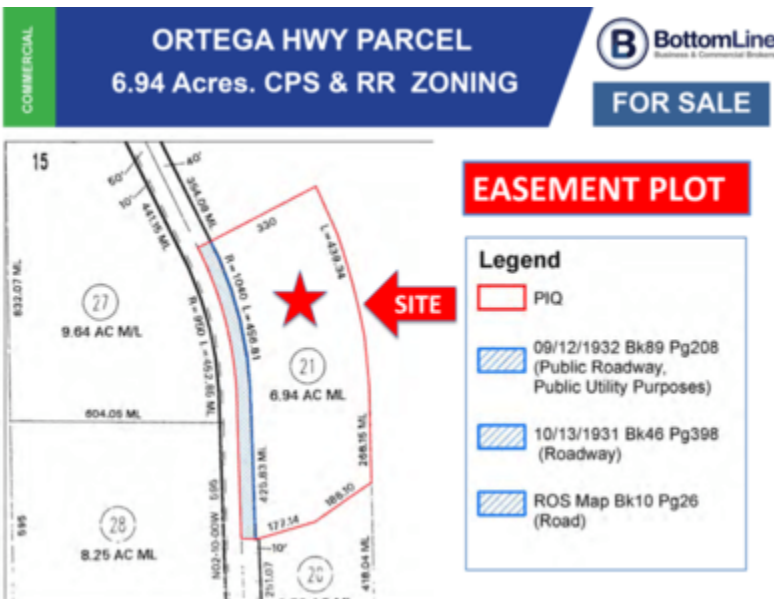 COMMERCIAL
ORTEGA HWY PARCEL
6.94 Acres. CPS & RR ZONING
B BottomLine
Business & Commercial Brokers
FOR SALE
15
60'
10'
40'
354.09 ML
441.15 ML
330
L=439.34
EASEMENT PLOT
832.07 ML
27
9.64 AC M/L
R=1040 L=456.81
R=950 L=452.86 ML
SITE
21
6.94 AC ML
Legend
PIQ
09/12/1932 Bk89 Pg208
(Public Roadway,
Public Utility Purposes)
10/13/1931 Bk46 Pg398
(Roadway)
ROS Map Bk10 Pg26
(Road)
604.05 ML
425.83 ML
268.15 ML
186.10
177.14
595
28
8.25 AC ML
595
N02-10-00W
10'
251.07
20
418.04 ML